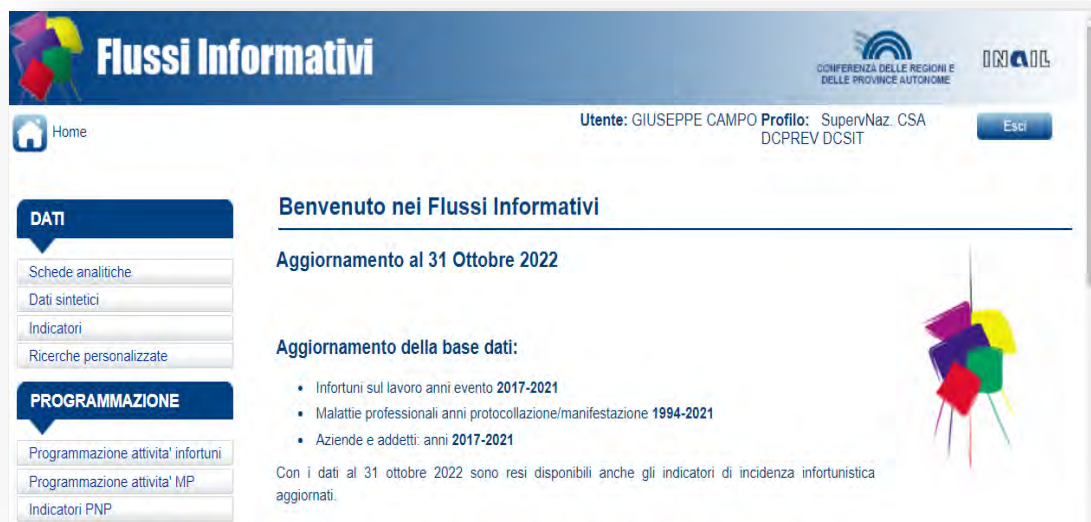 Flussi Informativi
CONFERENZA DELLE REGIONI E
DELLE PROVINCE AUTONOME
INAIL
Home
Utente: GIUSEPPE CAMPO Profilo: SupervNaz. CSA
DCPREV DCSIT
Esci
DATI
Schede analitiche
Dati sintetici
Indicatori
Ricerche personalizzate
PROGRAMMAZIONE
Programmazione attivita' infortuni
Programmazione attivita' MP
Indicatori PNP
Benvenuto nei Flussi Informativi
Aggiornamento al 31 Ottobre 2022
Aggiornamento della base dati:
• Infortuni sul lavoro anni evento 2017-2021
• Malattie professionali anni protocollazione/manifestazione 1994-2021
• Aziende e addetti: anni 2017-2021
Con i dati al 31 ottobre 2022 sono resi disponibili anche gli indicatori di incidenza infortunistica
aggiornati.